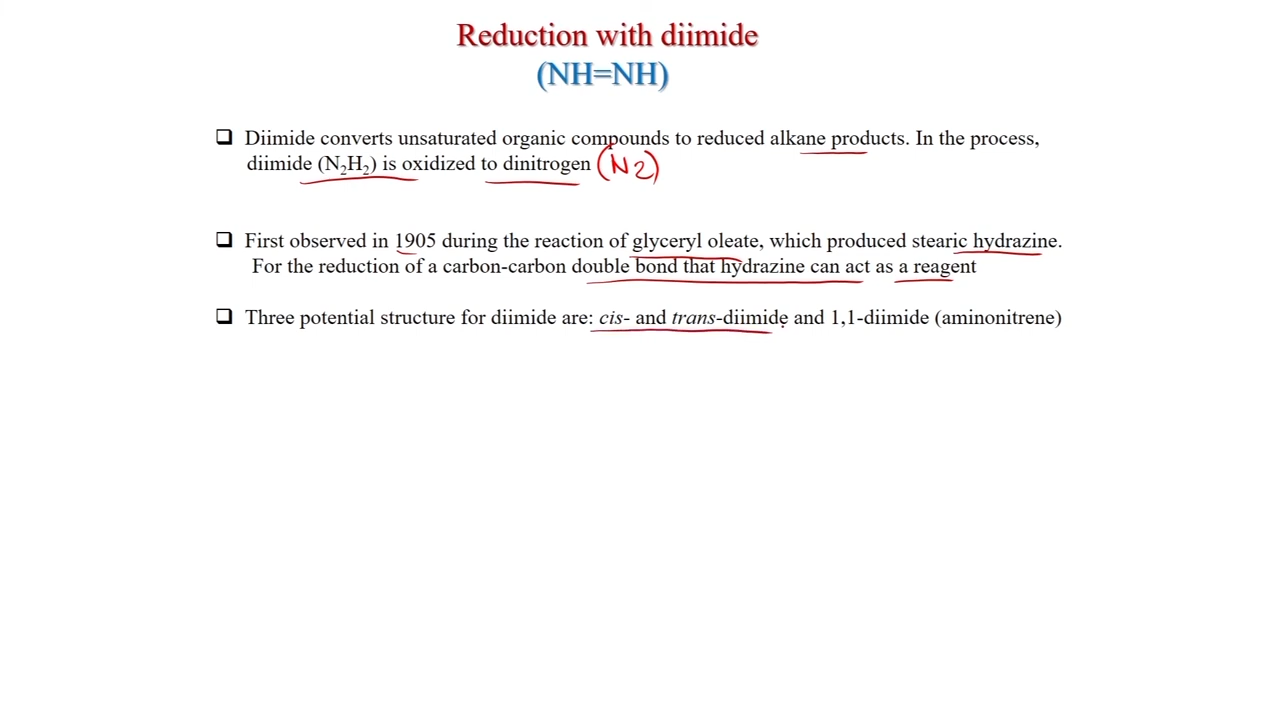 Reduction with diimide
(NH=NH)
❑ Diimide converts unsaturated organic compounds to reduced alkane products. In the process,
diimide (N₂H₂) is oxidized to dinitrogen (N2)
❑ First observed in 1905 during the reaction of glyceryl oleate, which produced stearic hydrazine.
For the reduction of a carbon-carbon double bond that hydrazine can act as a reagent
❑ Three potential structure for diimide are: cis- and trans-diimide and 1,1-diimide (aminonitrene)